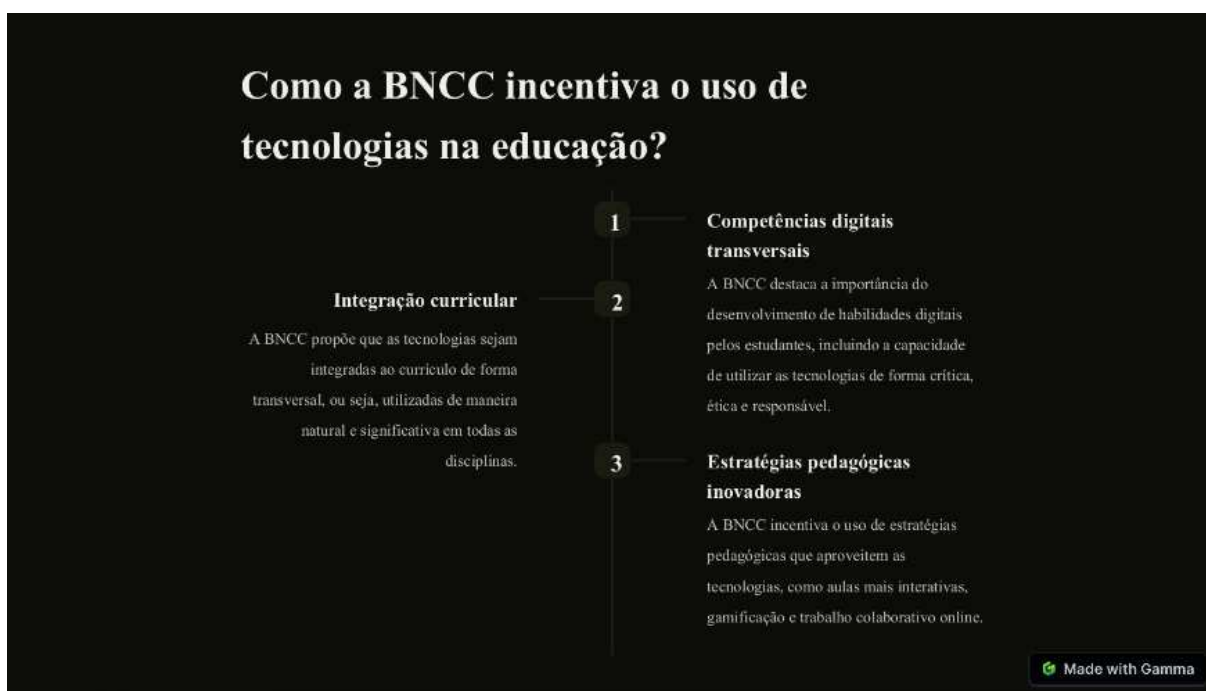 Como a BNCC incentiva o uso de
tecnologias na educação?
1
Competências digitais
transversais
A BNCC destaca a importância do
desenvolvimento de habilidades digitais
pelos estudantes, incluindo a capacidade
de utilizar as tecnologias de forma crítica,
ética e responsável.
2
Integração curricular
A BNCC propõe que as tecnologias sejam
integradas ao currículo de forma
transversal, ou seja, utilizadas de maneira
natural e significativa em todas as
disciplinas.
3
Estratégias pedagógicas
inovadoras
A BNCC incentiva o uso de estratégias
pedagógicas que aproveitem as
tecnologias, como aulas mais interativas,
gamificação e trabalho colaborativo online.
Made with Gamma